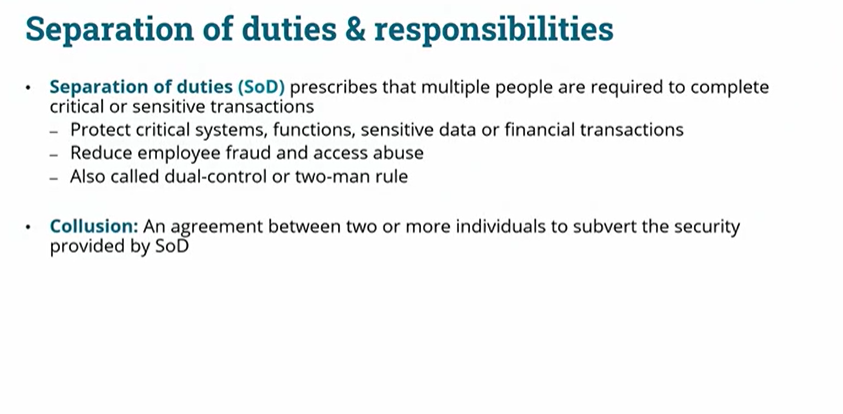 Separation of duties & responsibilities
• Separation of duties (SoD) prescribes that multiple people are required to complete
critical or sensitive transactions
– Protect critical systems, functions, sensitive data or financial transactions
– Reduce employee fraud and access abuse
– Also called dual-control or two-man rule
• Collusion: An agreement between two or more individuals to subvert the security
provided by SoD